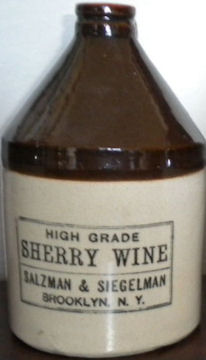 HIGH GRADE
SHERRY WINE
SALZMAN & SIEGELMAN
BROOKLYN, N. Y.